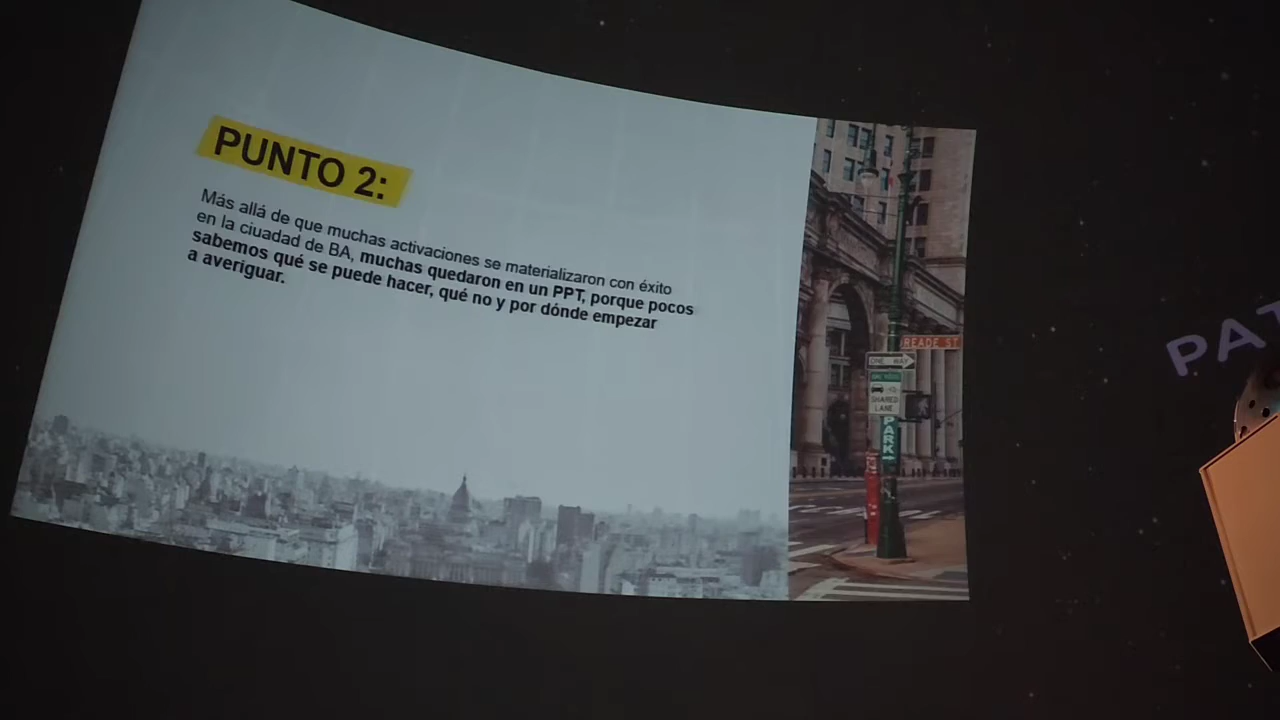 PUNTO 2:
Más allá de que muchas activaciones se materializaron con éxito
en la ciuadad de BA, muchas quedaron en un PPT, porque pocos
sabemos qué se puede hacer, qué no y por dónde empezar
a averiguar.
READE ST
ONE WAY
SHARED
LANE
PARK
PAT